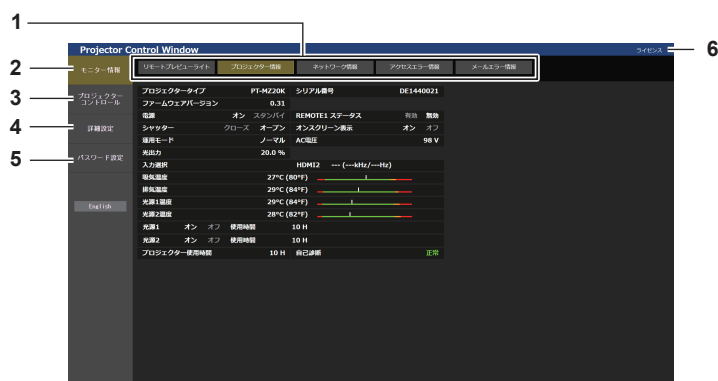 1
Projector Control Window
ライセンス
6
2
モニター情報
リモートプレビューライト
プロジェクター情報
ネットワーク情報
アクセスエラー情報
メールエラー情報
3
プロジェクター
コントロール
4
詳細設定
5
パスワード設定
English
プロジェクタータイプ PT-MZ20K シリアル番号 DE1440021
ファームウェアバージョン 0.31
電源 オン スタンバイ REMOTE1 ステータス 有効 無効
シャッター クローズ オープン オンスクリーン表示 オン オフ
運用モード ノーマル AC電圧 98 V
光出力 20.0 %
入力選択 HDMI2 --- (---kHz/---Hz)
吸気温度 27°C (80°F)
排気温度 29°C (84°F)
光源1温度 29°C (84°F)
光源2温度 28°C (82°F)
光源1 オン オフ 使用時間 10 H
光源2 オン オフ 使用時間 10 H
プロジェクター使用時間 10 H 自己診断 正常